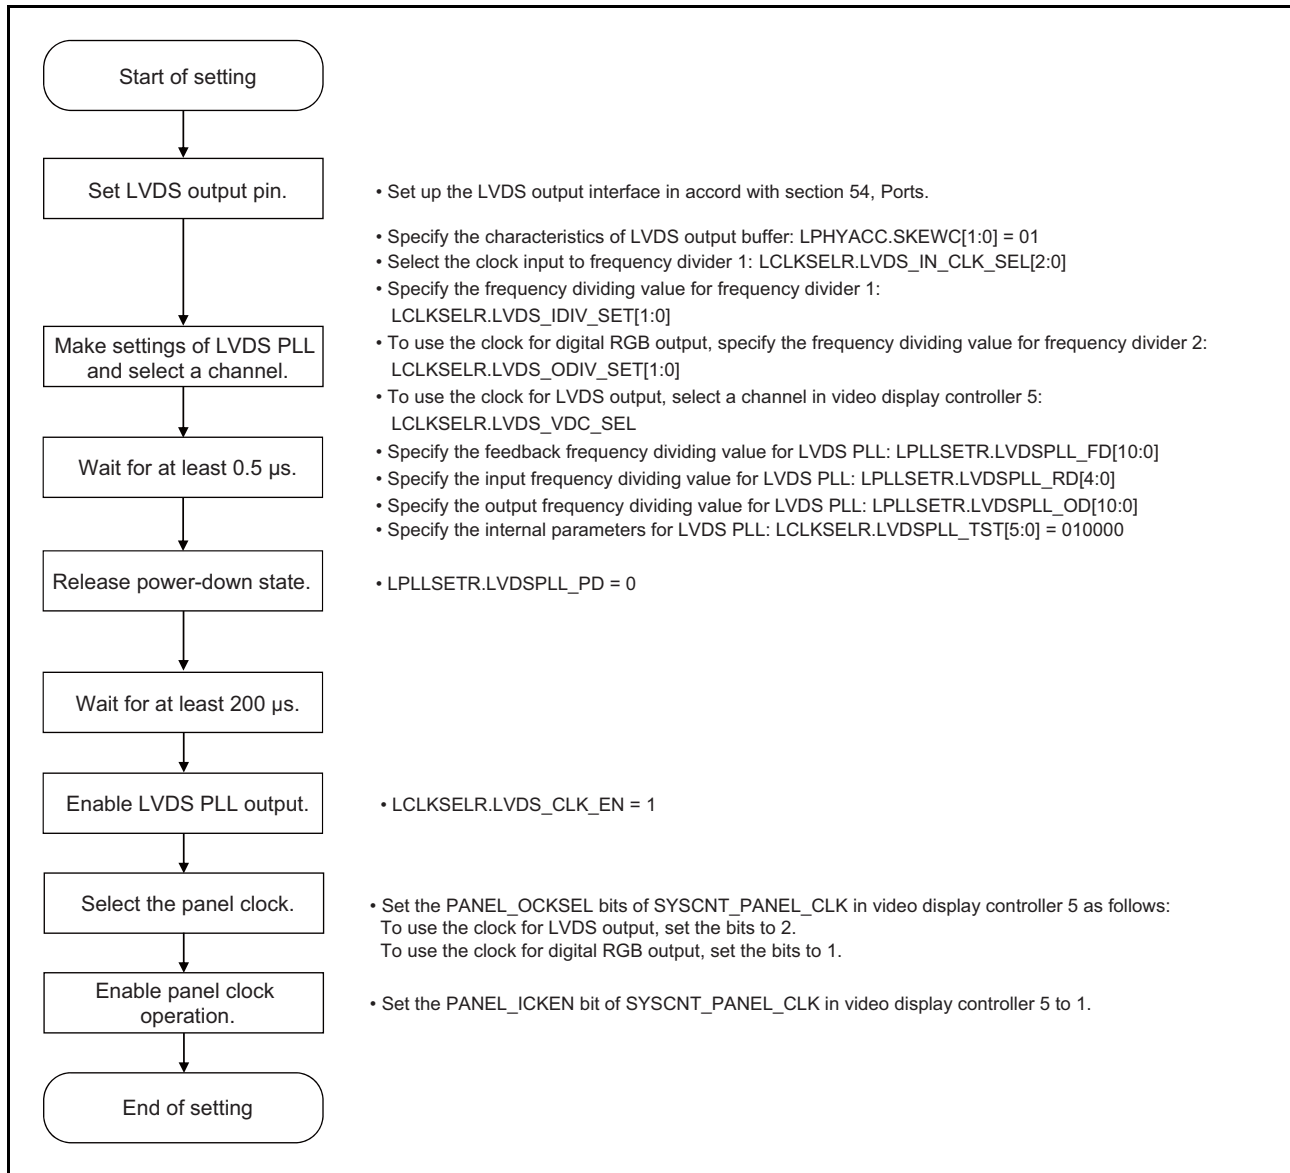 Start of setting
Set LVDS output pin.
• Set up the LVDS output interface in accord with section 54, Ports.
• Specify the characteristics of LVDS output buffer: LPHYACC.SKEWC[1:0] = 01
• Select the clock input to frequency divider 1: LCLKSELR.LVDS_IN_CLK_SEL[2:0]
• Specify the frequency dividing value for frequency divider 1:
LCLKSELR.LVDS_IDIV_SET[1:0]
Make settings of LVDS PLL
and select a channel.
• To use the clock for digital RGB output, specify the frequency dividing value for frequency divider 2:
LCLKSELR.LVDS_ODIV_SET[1:0]
• To use the clock for LVDS output, select a channel in video display controller 5:
LCLKSELR.LVDS_VDC_SEL
Wait for at least 0.5 µs.
• Specify the feedback frequency dividing value for LVDS PLL: LPLLSETR.LVDSPLL_FD[10:0]
• Specify the input frequency dividing value for LVDS PLL: LPLLSETR.LVDSPLL_RD[4:0]
• Specify the output frequency dividing value for LVDS PLL: LPLLSETR.LVDSPLL_OD[10:0]
• Specify the internal parameters for LVDS PLL: LCLKSELR.LVDSPLL_TST[5:0] = 010000
Release power-down state.
• LPLLSETR.LVDSPLL_PD = 0
Wait for at least 200 µs.
Enable LVDS PLL output.
• LCLKSELR.LVDS_CLK_EN = 1
Select the panel clock.
• Set the PANEL_OCKSEL bits of SYSCNT_PANEL_CLK in video display controller 5 as follows:
To use the clock for LVDS output, set the bits to 2.
To use the clock for digital RGB output, set the bits to 1.
Enable panel clock
operation.
• Set the PANEL_ICKEN bit of SYSCNT_PANEL_CLK in video display controller 5 to 1.
End of setting